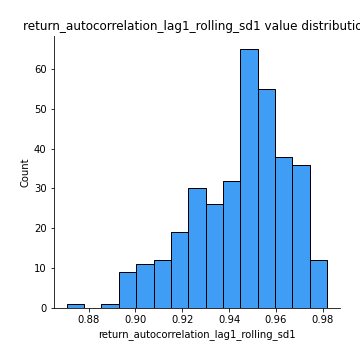 return_autocorrelation_lag1_rolling_sd1 value distributio
60
50
40
30
20
10
0
Count
0.88 0.90 0.92 0.94 0.96 0.98
return_autocorrelation_lag1_rolling_sd1